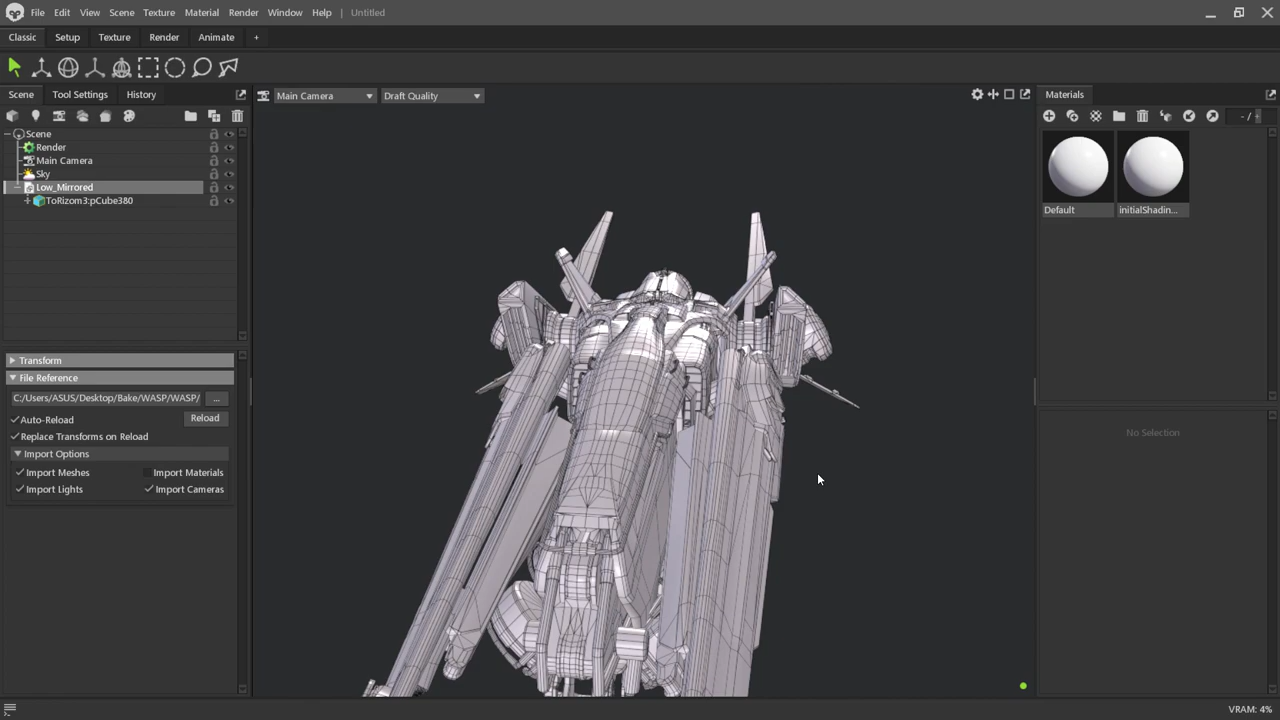 File Edit View Scene Texture Material Render Window Help Untitled
Classic Setup Texture Render Animate +
Scene Tool Settings History
Main Camera Draft Quality
Materials
- /
Scene
Render
Main Camera
Sky
Low_Mirrored
ToRizom3:pCube380
Default initialShadin...
Transform
File Reference
C:/Users/ASUS/Desktop/Bake/WASP/WASP/ ...
Auto-Reload Reload
Replace Transforms on Reload
Import Options
Import Meshes Import Materials
Import Lights Import Cameras
No Selection
VRAM: 4%